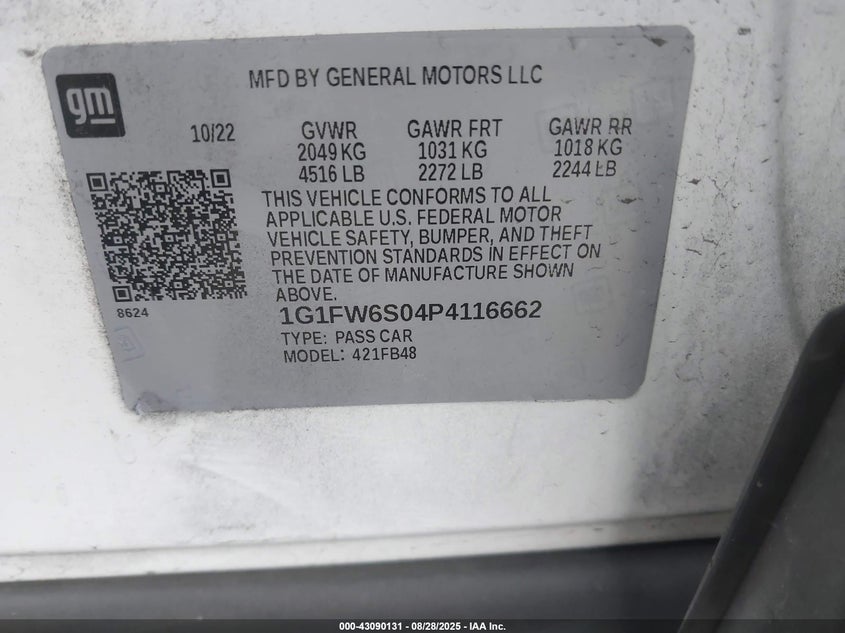 MFD BY GENERAL MOTORS LLC
gm
10/22 GVWR GAWR FRT GAWR RR
2049 KG 1031 KG 1018 KG
4516 LB 2272 LB 2244 LB
THIS VEHICLE CONFORMS TO ALL
APPLICABLE U.S. FEDERAL MOTOR
VEHICLE SAFETY, BUMPER, AND THEFT
PREVENTION STANDARDS IN EFFECT ON
THE DATE OF MANUFACTURE SHOWN
ABOVE.
8624
1G1FW6S04P4116662
TYPE: PASS CAR
MODEL: 421FB48
000-43090131 - 08/28/2025 - IAA Inc.